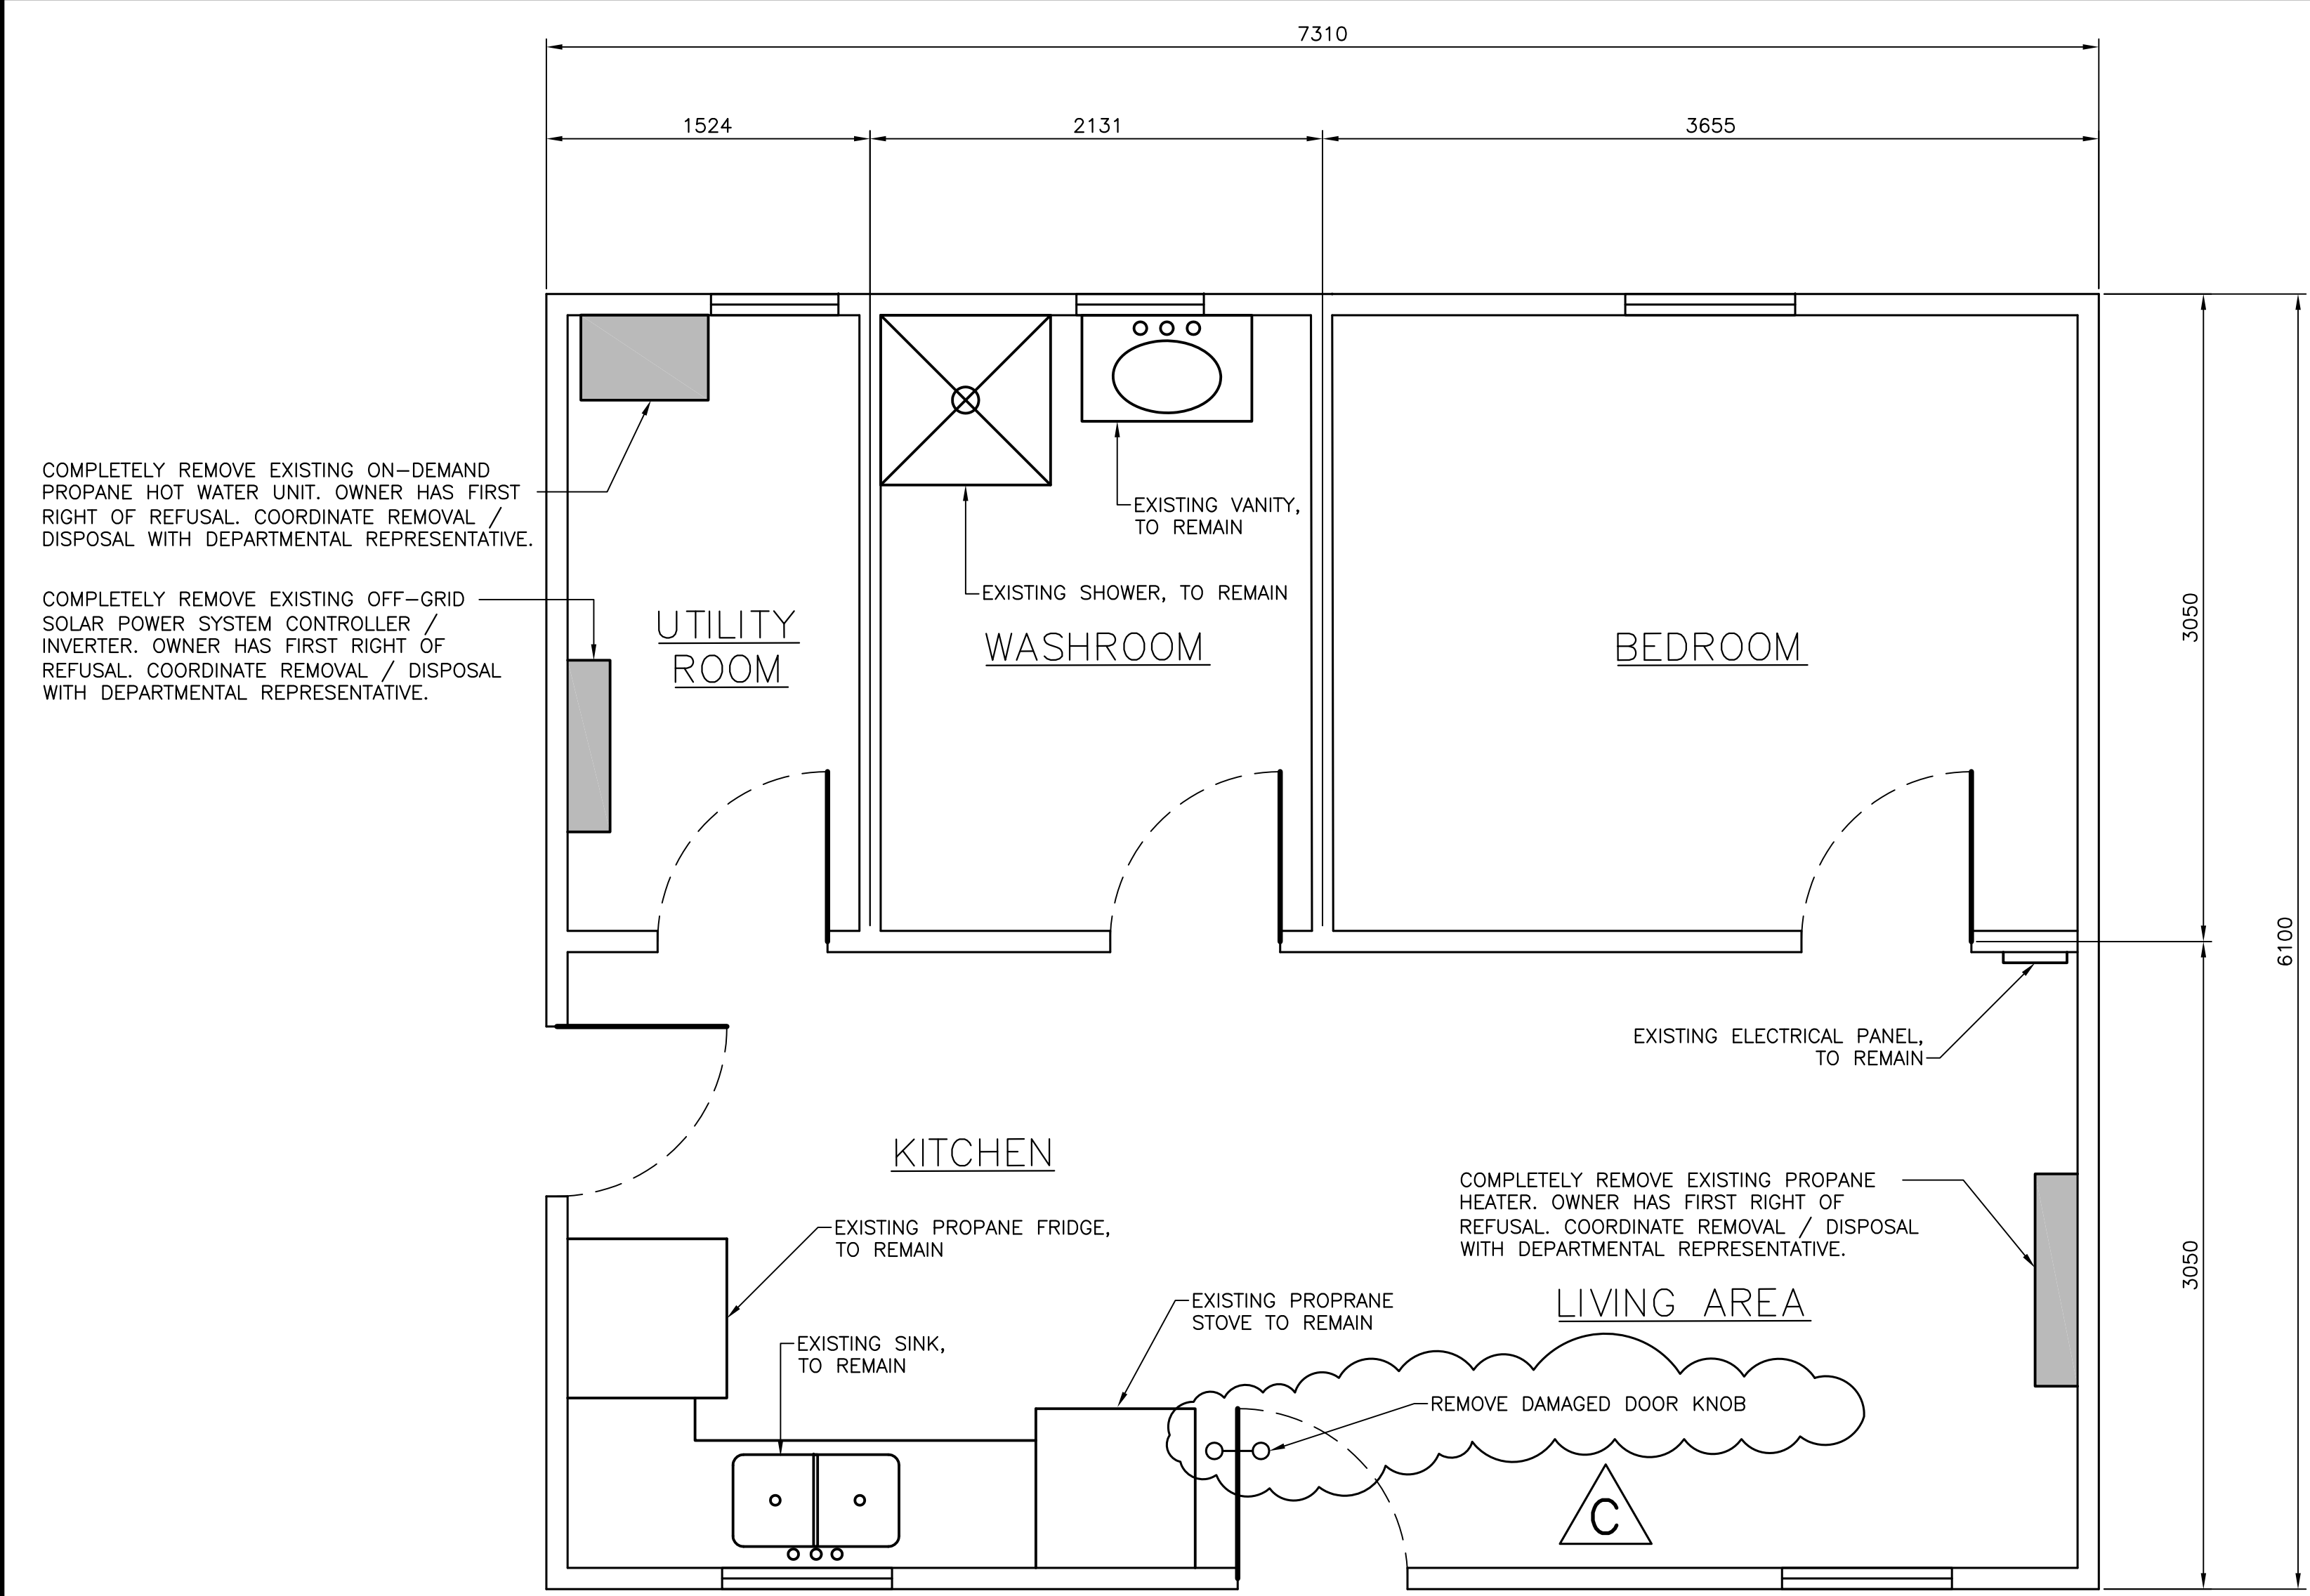 7310
1524
2131
3655
COMPLETELY REMOVE EXISTING ON-DEMAND
PROPANE HOT WATER UNIT. OWNER HAS FIRST
RIGHT OF REFUSAL. COORDINATE REMOVAL /
DISPOSAL WITH DEPARTMENTAL REPRESENTATIVE.
COMPLETELY REMOVE EXISTING OFF-GRID
SOLAR POWER SYSTEM CONTROLLER /
INVERTER. OWNER HAS FIRST RIGHT OF
REFUSAL. COORDINATE REMOVAL / DISPOSAL
WITH DEPARTMENTAL REPRESENTATIVE.
UTILITY
ROOM
EXISTING VANITY,
TO REMAIN
EXISTING SHOWER, TO REMAIN
WASHROOM
BEDROOM
3050
6100
EXISTING ELECTRICAL PANEL,
TO REMAIN
KITCHEN
EXISTING PROPANE FRIDGE,
TO REMAIN
COMPLETELY REMOVE EXISTING PROPANE
HEATER. OWNER HAS FIRST RIGHT OF
REFUSAL. COORDINATE REMOVAL / DISPOSAL
WITH DEPARTMENTAL REPRESENTATIVE.
LIVING AREA
3050
EXISTING PROPRANE
STOVE TO REMAIN
EXISTING SINK,
TO REMAIN
REMOVE DAMAGED DOOR KNOB
C